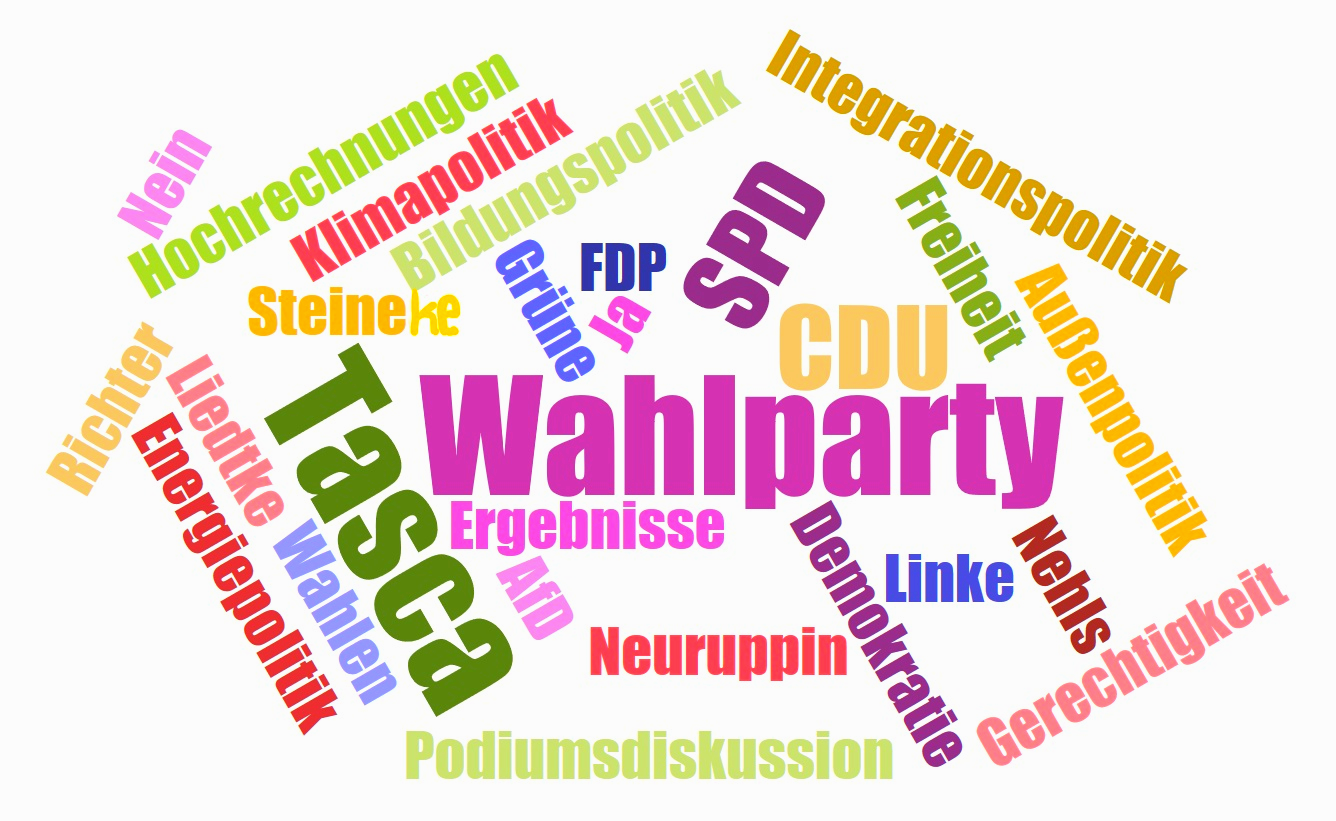 Integrationspolitik
Hochrechnungen
Klimapolitik
Bildungspolitik
Nein
SPD
Freiheit
Grüne
FDP
Ja
Außenpolitik
Steineke
CDU
Richter
Liedtke
Tasca
Wahlparty
Energiepolitik
Ergebnisse
Wahlen
AfD
Demokratie
Linke
Nehls
Neuruppin
Gerechtigkeit
Podiumsdiskussion